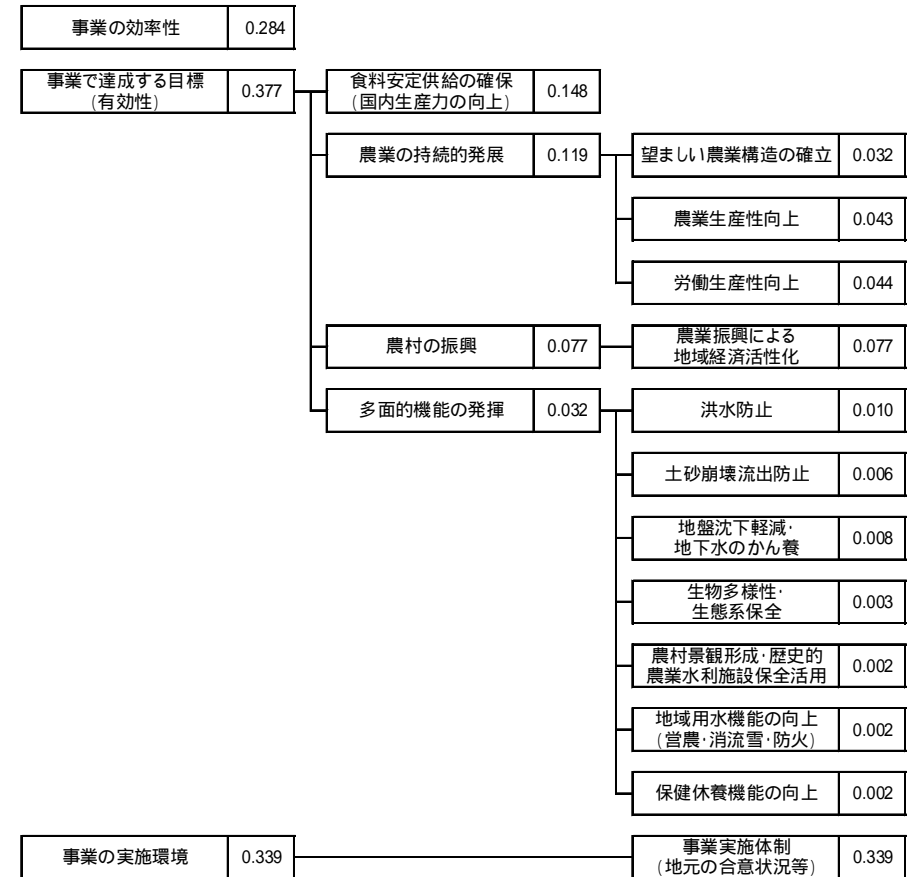 事業の効率性 0.284
事業で達成する目標
(有効性) 0.377
食料安定供給の確保
(国内生産力の向上) 0.148
農業の持続的発展 0.119
望ましい農業構造の確立 0.032
農業生産性向上 0.043
労働生産性向上 0.044
農村の振興 0.077
農業振興による
地域経済活性化 0.077
多面的機能の発揮 0.032
洪水防止 0.010
土砂崩壊流出防止 0.006
地盤沈下軽減・
地下水のかん養 0.008
生物多様性・
生態系保全 0.003
農村景観形成・歴史的
農業水利施設保全活用 0.002
地域用水機能の向上
(営農・消流雪・防火) 0.002
保健休養機能の向上 0.002
事業の実施環境 0.339
事業実施体制
(地元の合意状況等) 0.339